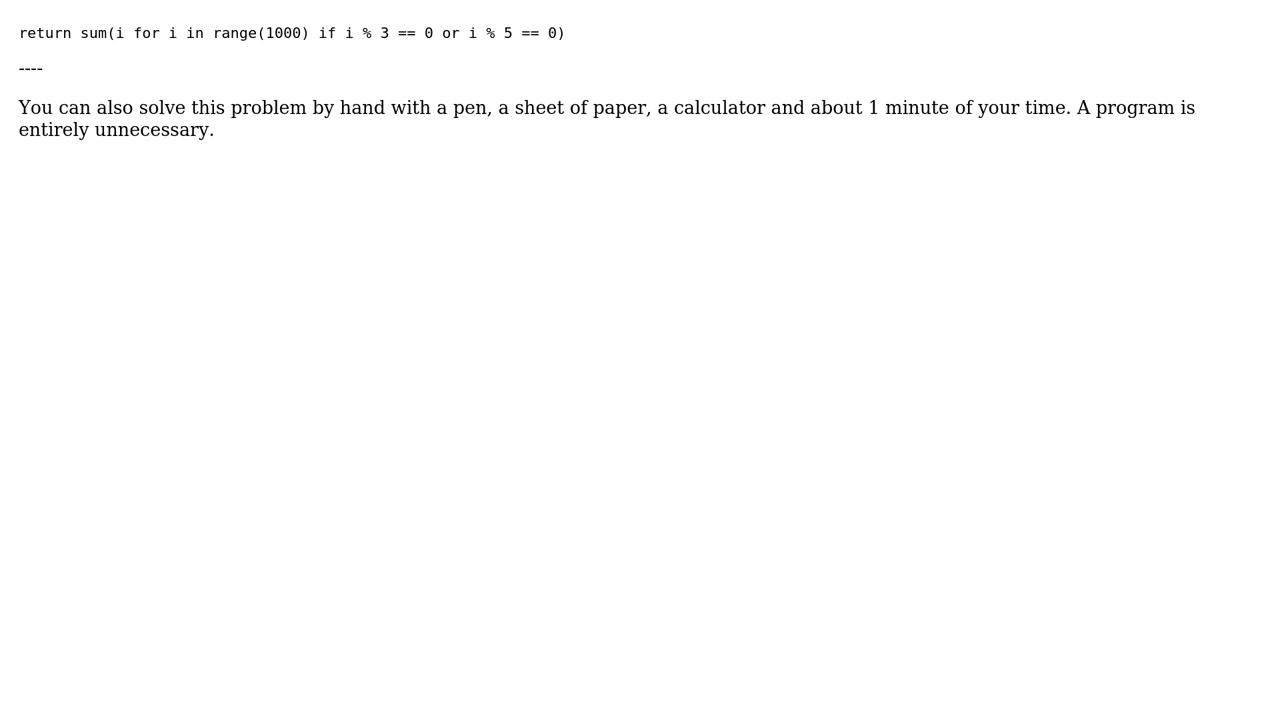 return sum(i for i in range(1000) if i % 3 == 0 or i % 5 == 0)
----
You can also solve this problem by hand with a pen, a sheet of paper, a calculator and about 1 minute of your time. A program is
entirely unnecessary.